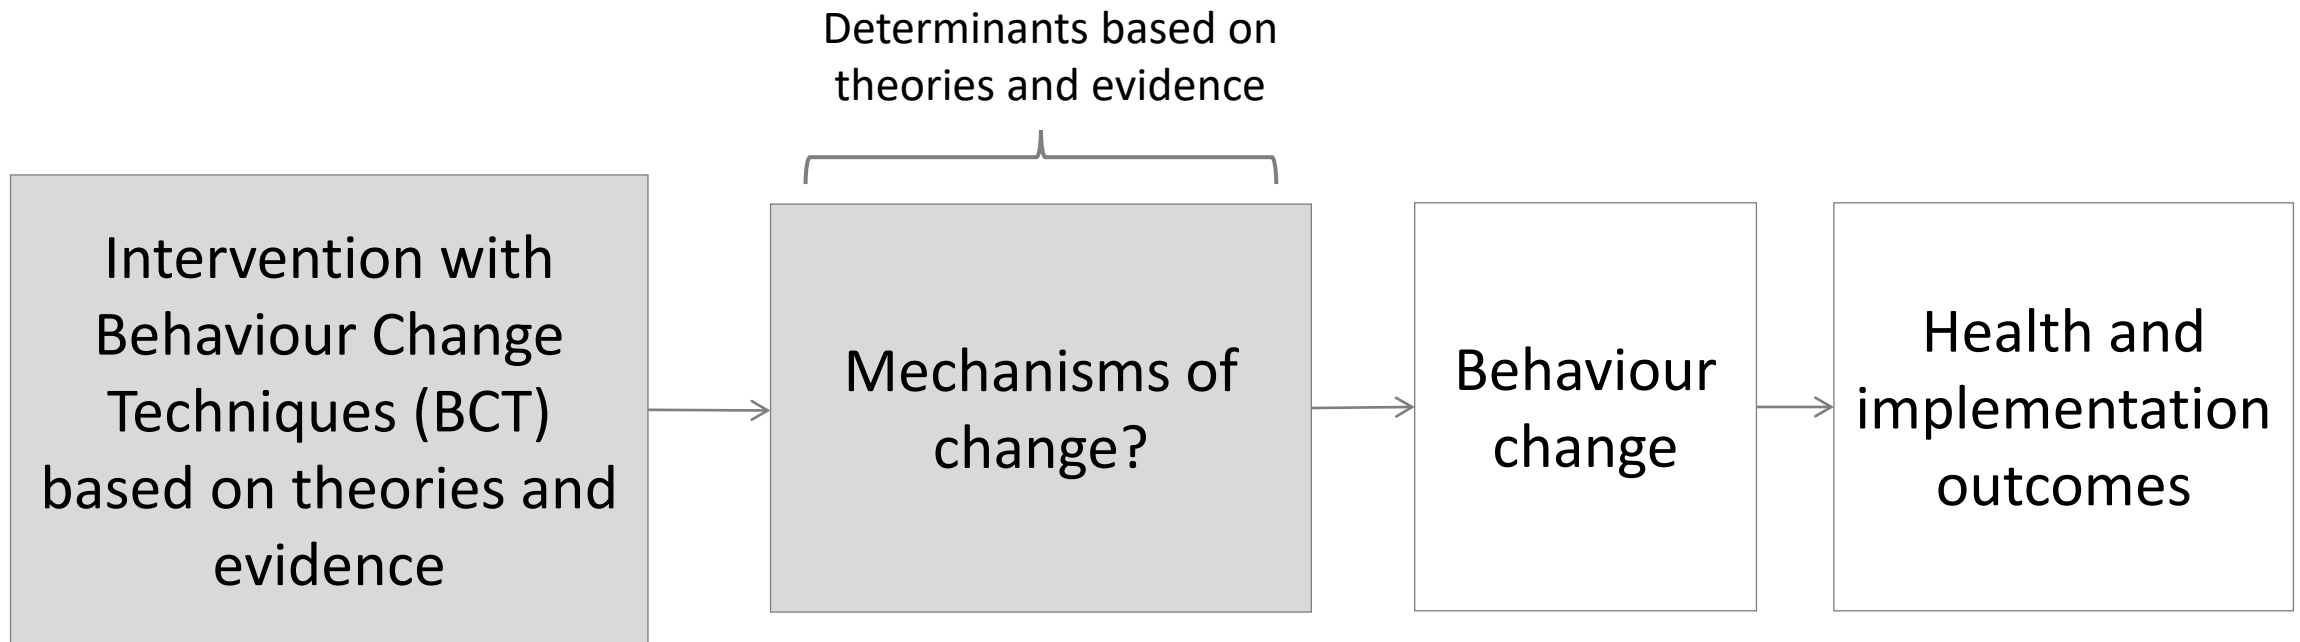 Determinants based on
theories and evidence
Intervention with
Behaviour Change
Techniques (BCT)
based on theories and
evidence
Mechanisms of
change?
Behaviour
change
Health and
implementation
outcomes